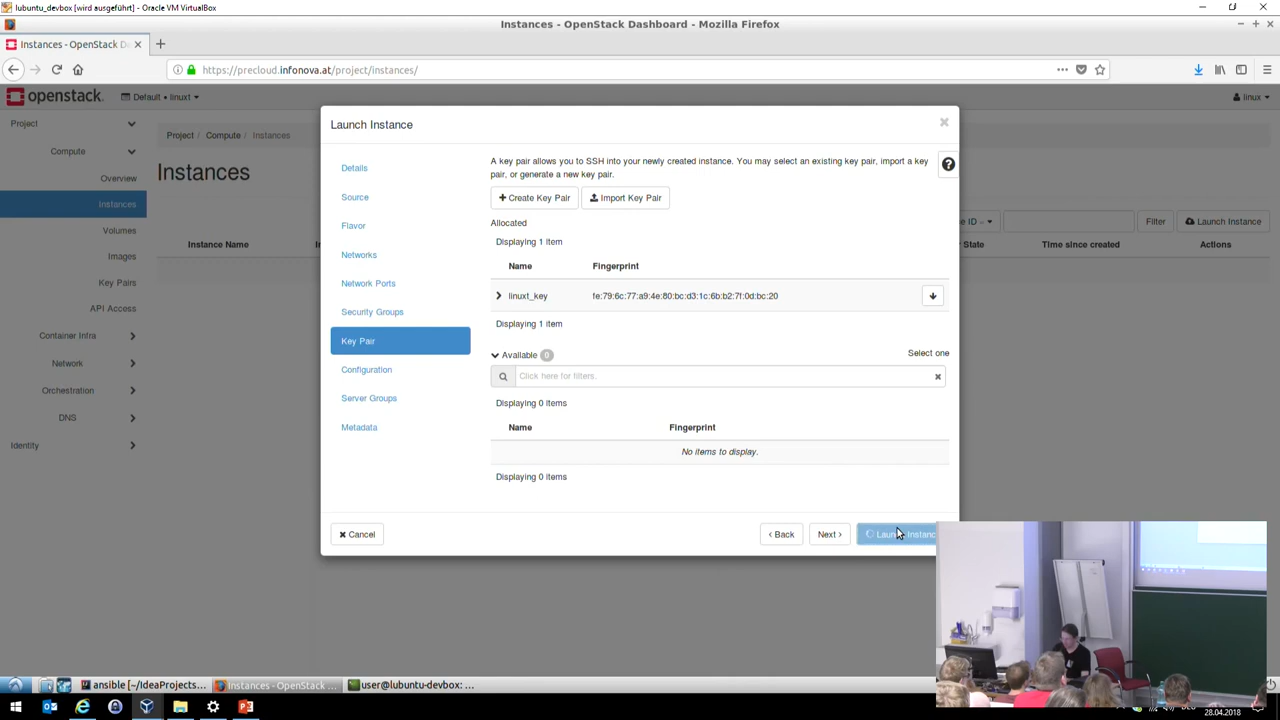 lubuntu_devbox [wird ausgeführt] - Oracle VM VirtualBox
Instances - OpenStack Dashboard - Mozilla Firefox
Instances - OpenStack D
https://precloud.infonova.at/project/instances/
openstack.
Default • linuxt
linux
Project
Compute
Overview
Instances
Volumes
Images
Key Pairs
API Access
Container Infra
Network
Orchestration
DNS
Identity
Project / Compute / Instances
Instances
e ID =
Filter
Launch Instance
Instance Name
State
Time since created
Actions
Launch Instance
Details
Source
Flavor
Networks
Network Ports
Security Groups
Key Pair
Configuration
Server Groups
Metadata
A key pair allows you to SSH into your newly created instance. You may select an existing key pair, import a key
pair, or generate a new key pair.
Create Key Pair
Import Key Pair
Allocated
Displaying 1 item
Name Fingerprint
linuxt_key fe:79:6c:77:a9:4e:80:bc:d3:1c:6b:b2:7f:0d:bc:20
Displaying 1 item
Available 0
Select one
Click here for filters.
Displaying 0 items
Name Fingerprint
No items to display.
Displaying 0 items
Cancel
< Back
Next >
Launch Instanc
ansible [~/IdeaProjects...
Instances - OpenStack ...
user@lubuntu-devbox: ...
28.04.2018